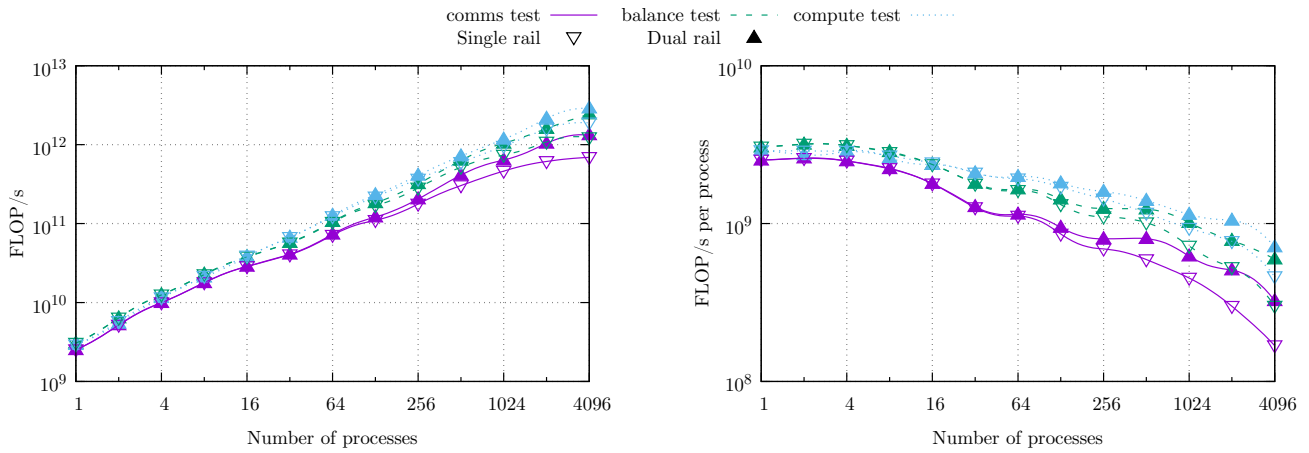 comms test balance test compute test
Single rail Dual rail
10^13
10^12
10^11
10^10
10^9
FLOP/s
1 4 16 64 256 1024 4096
Number of processes
10^10
10^9
10^8
FLOP/s per process
1 4 16 64 256 1024 4096
Number of processes